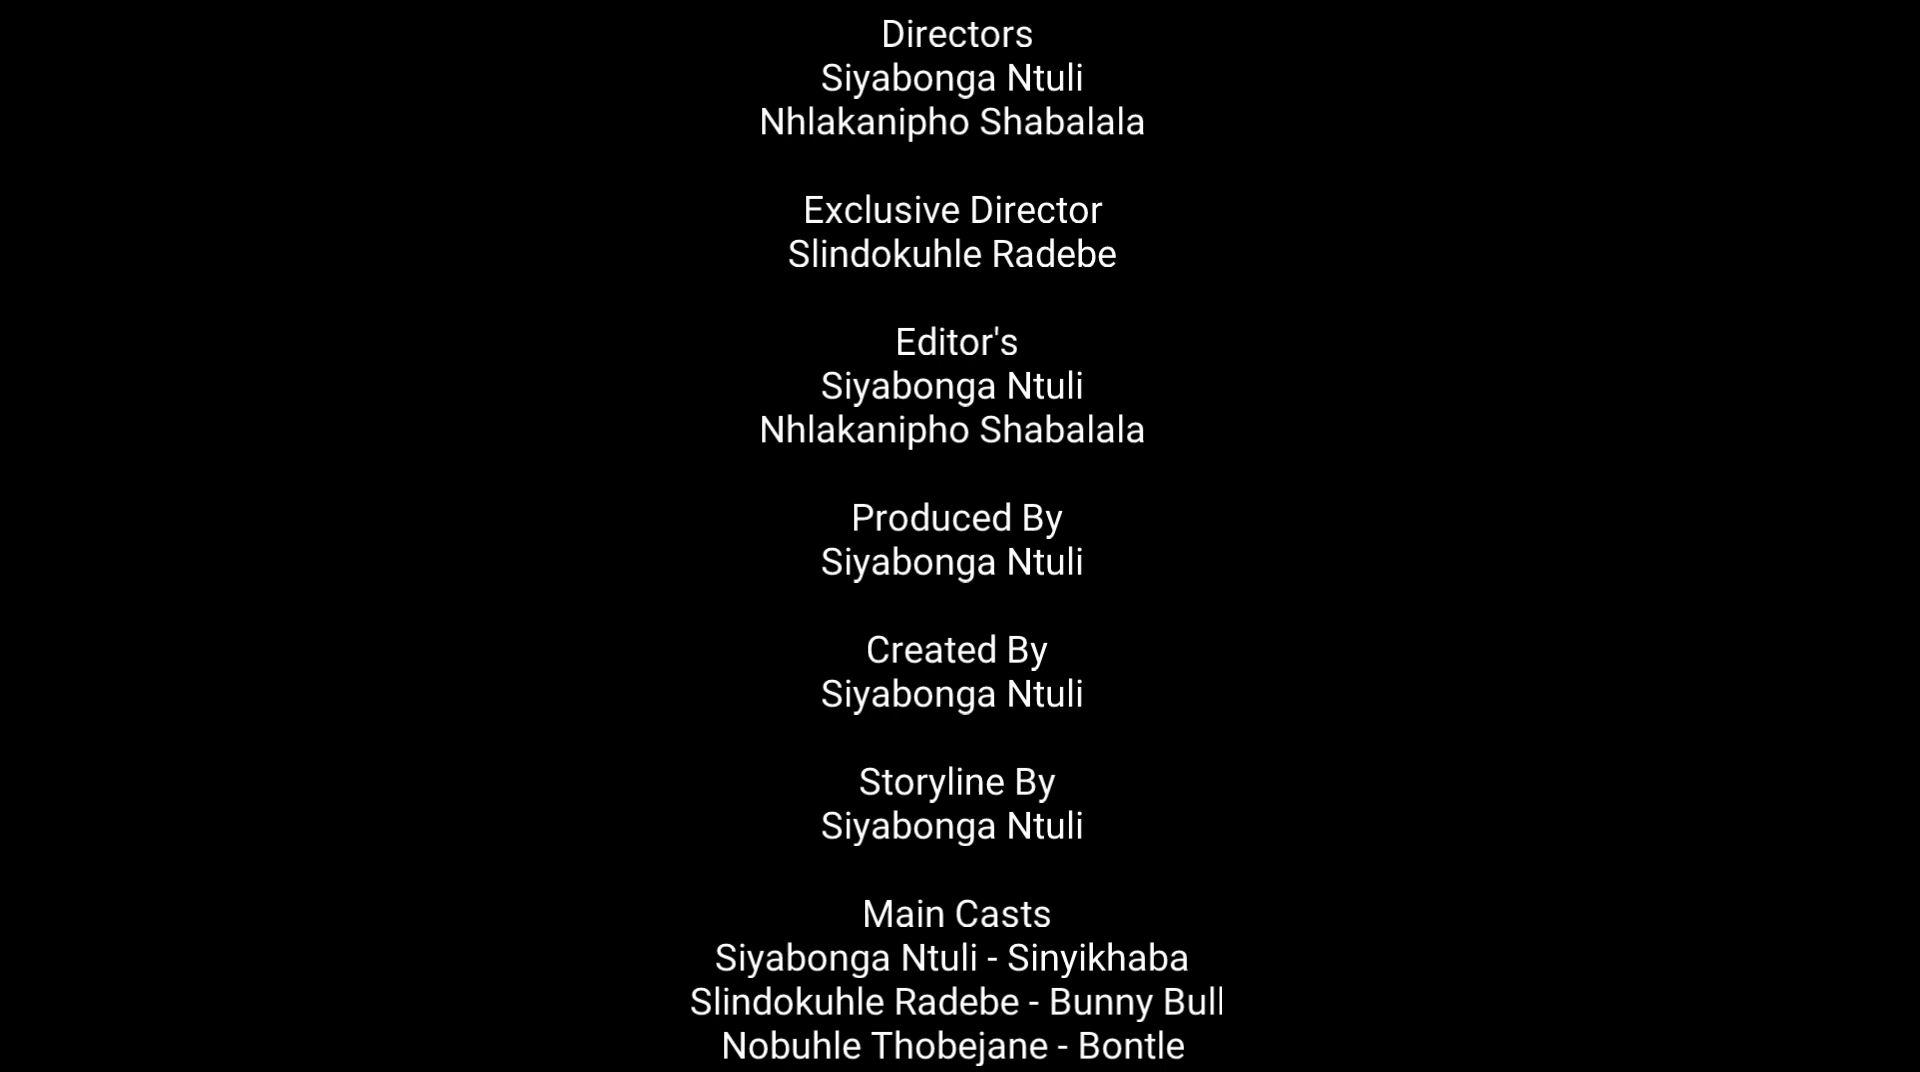 Directors
Siyabonga Ntuli
Nhlakanipho Shabalala
Exclusive Director
Slindokuhle Radebe
Editor's
Siyabonga Ntuli
Nhlakanipho Shabalala
Produced By
Siyabonga Ntuli
Created By
Siyabonga Ntuli
Storyline By
Siyabonga Ntuli
Main Casts
Siyabonga Ntuli - Sinyikhaba
Slindokuhle Radebe - Bunny Bull
Nobuhle Thobejane - Bontle